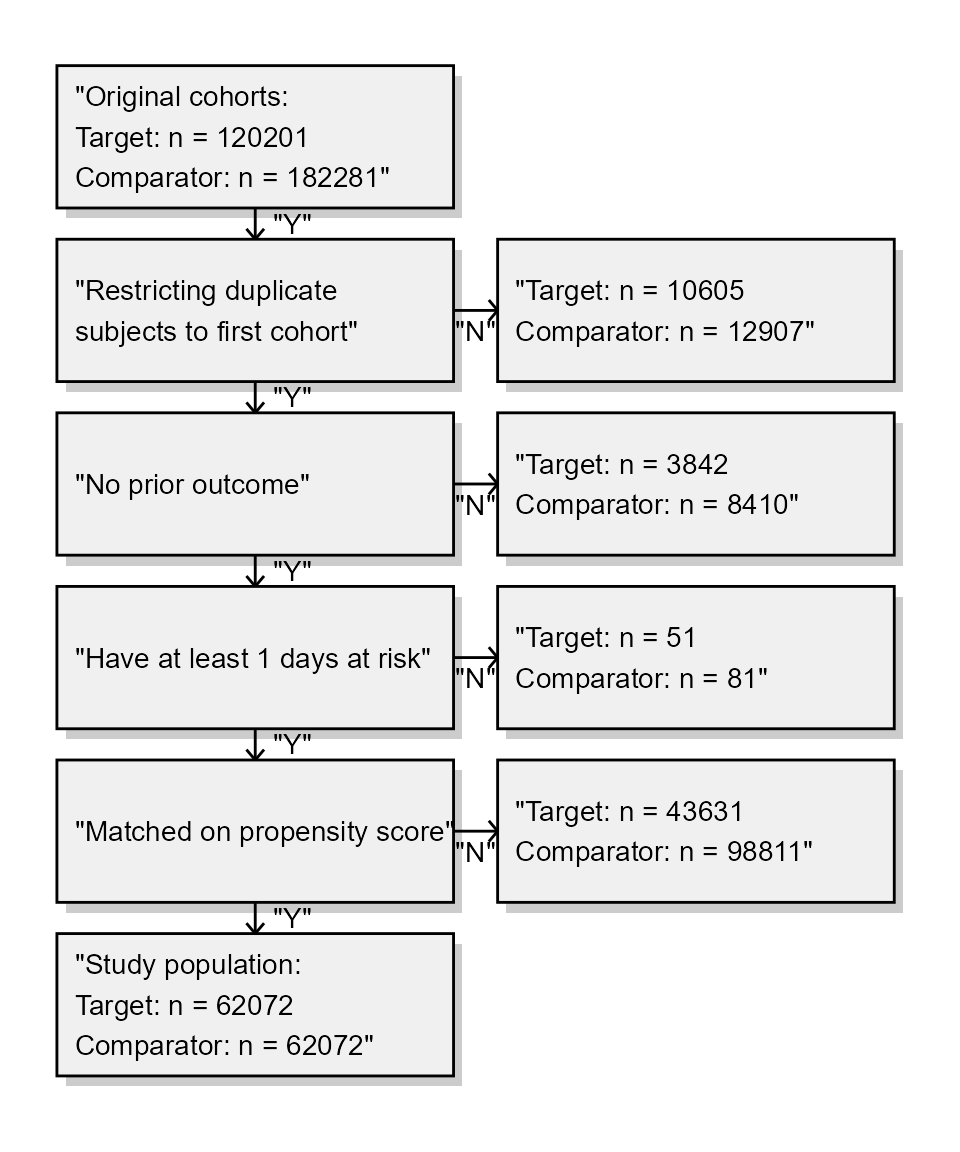 "Original cohorts:
Target: n = 120201
Comparator: n = 182281"
"Y"
"Restricting duplicate
subjects to first cohort"
"N"
"Target: n = 10605
Comparator: n = 12907"
"Y"
"No prior outcome"
"N"
"Target: n = 3842
Comparator: n = 8410"
"Y"
"Have at least 1 days at risk"
"N"
"Target: n = 51
Comparator: n = 81"
"Y"
"Matched on propensity score"
"N"
"Target: n = 43631
Comparator: n = 98811"
"Y"
"Study population:
Target: n = 62072
Comparator: n = 62072"